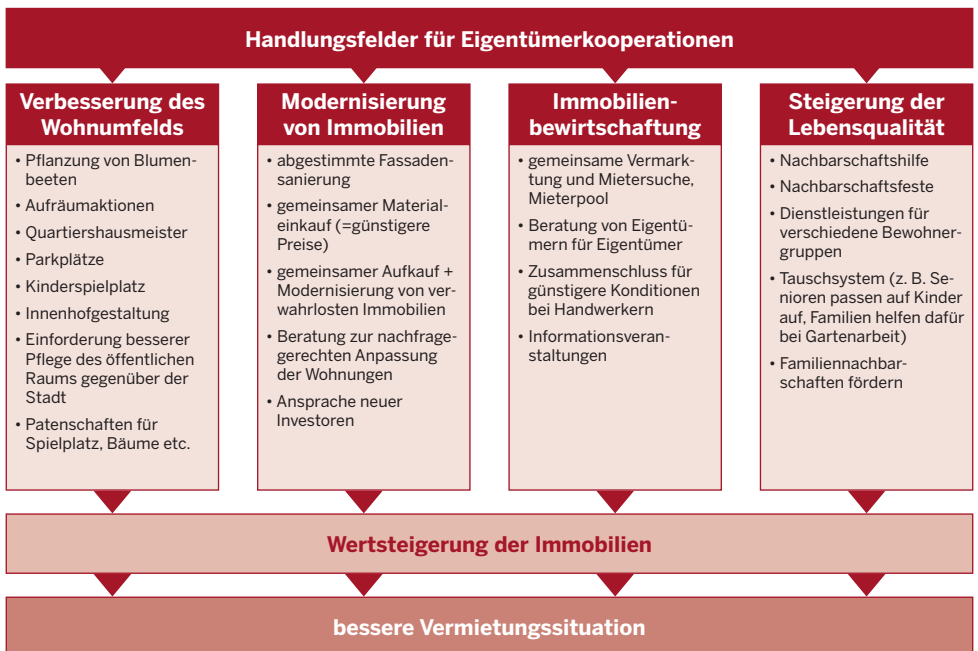 Handlungsfelder für Eigentümerkooperationen
Verbesserung des
Wohnumfelds
• Pflanzung von Blumen-
beeten
• Aufräumaktionen
• Quartiershausmeister
• Parkplätze
• Kinderspielplatz
• Innenhofgestaltung
• Einforderung besserer
Pflege des öffentlichen
Raums gegenüber der
Stadt
• Patenschaften für
Spielplatz, Bäume etc.
Modernisierung
von Immobilien
• abgestimmte Fassaden-
sanierung
• gemeinsamer Material-
einkauf (=günstigere
Preise)
• gemeinsamer Aufkauf +
Modernisierung von ver-
wahrlosten Immobilien
• Beratung zur nachfrage-
gerechten Anpassung
der Wohnungen
• Ansprache neuer
Investoren
Immobilien-
bewirtschaftung
• gemeinsame Vermark-
tung und Mietersuche,
Mieterpool
• Beratung von Eigentü-
mern für Eigentümer
• Zusammenschluss für
günstigere Konditionen
bei Handwerkern
• Informationsveran-
staltungen
Steigerung der
Lebensqualität
• Nachbarschaftshilfe
• Nachbarschaftsfeste
• Dienstleistungen für
verschiedene Bewohner-
gruppen
• Tauschsystem (z. B. Se-
nioren passen auf Kinder
auf, Familien helfen dafür
bei Gartenarbeit)
• Familiennachbar-
schaften fördern
Wertsteigerung der Immobilien
bessere Vermietungssituation